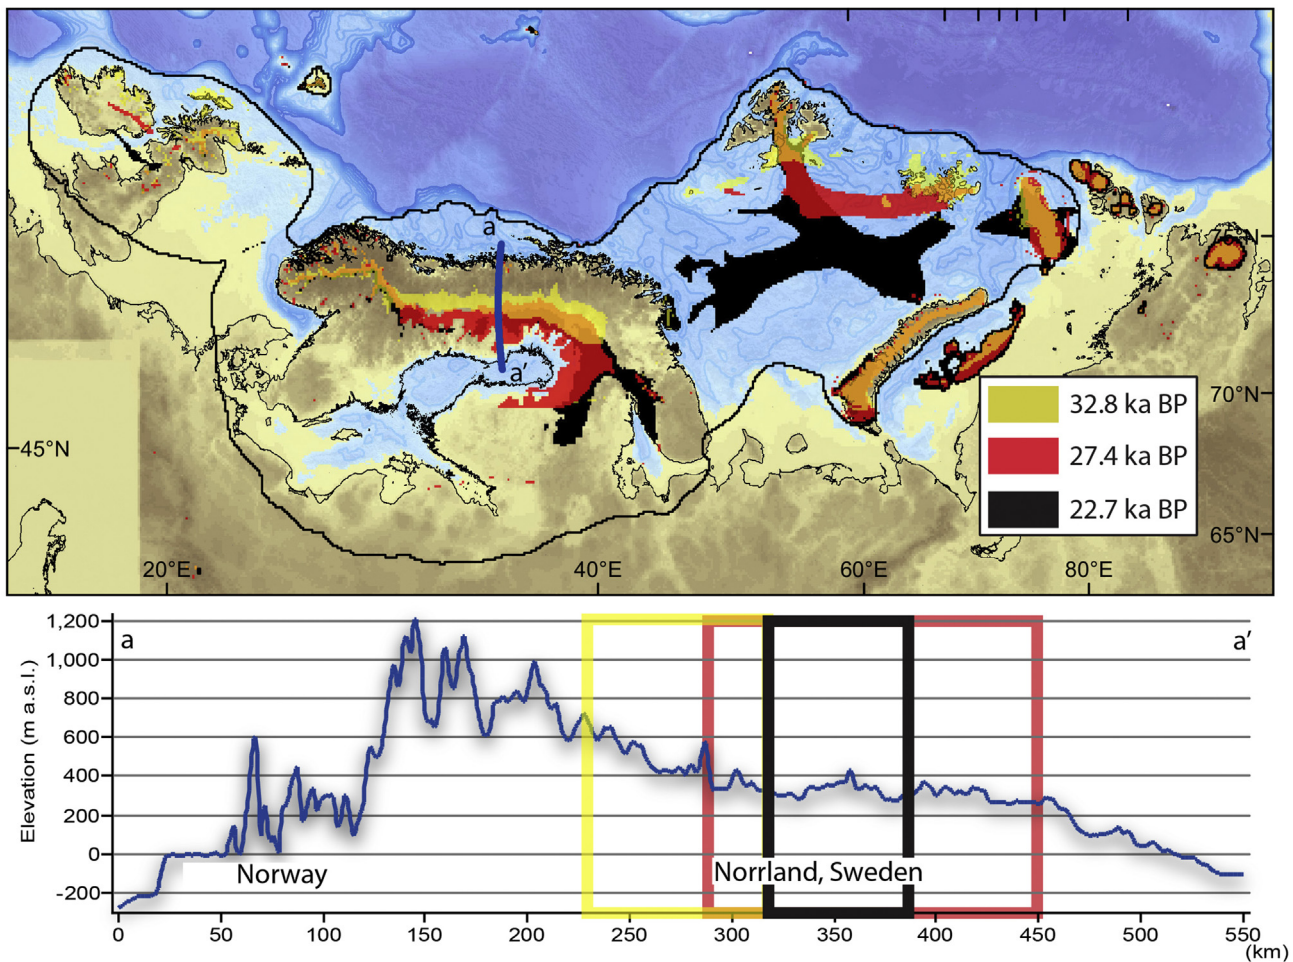 a
a’
N
70°N
65°N
45°N
32.8 ka BP
27.4 ka BP
22.7 ka BP
20°E
40°E
60°E
80°E
1,200
1,000
800
600
400
200
0
-200
Elevation (m a.s.l.)
a
a’
Norway
Norrland, Sweden
0
50
100
150
200
250
300
350
400
450
500
550
(km)